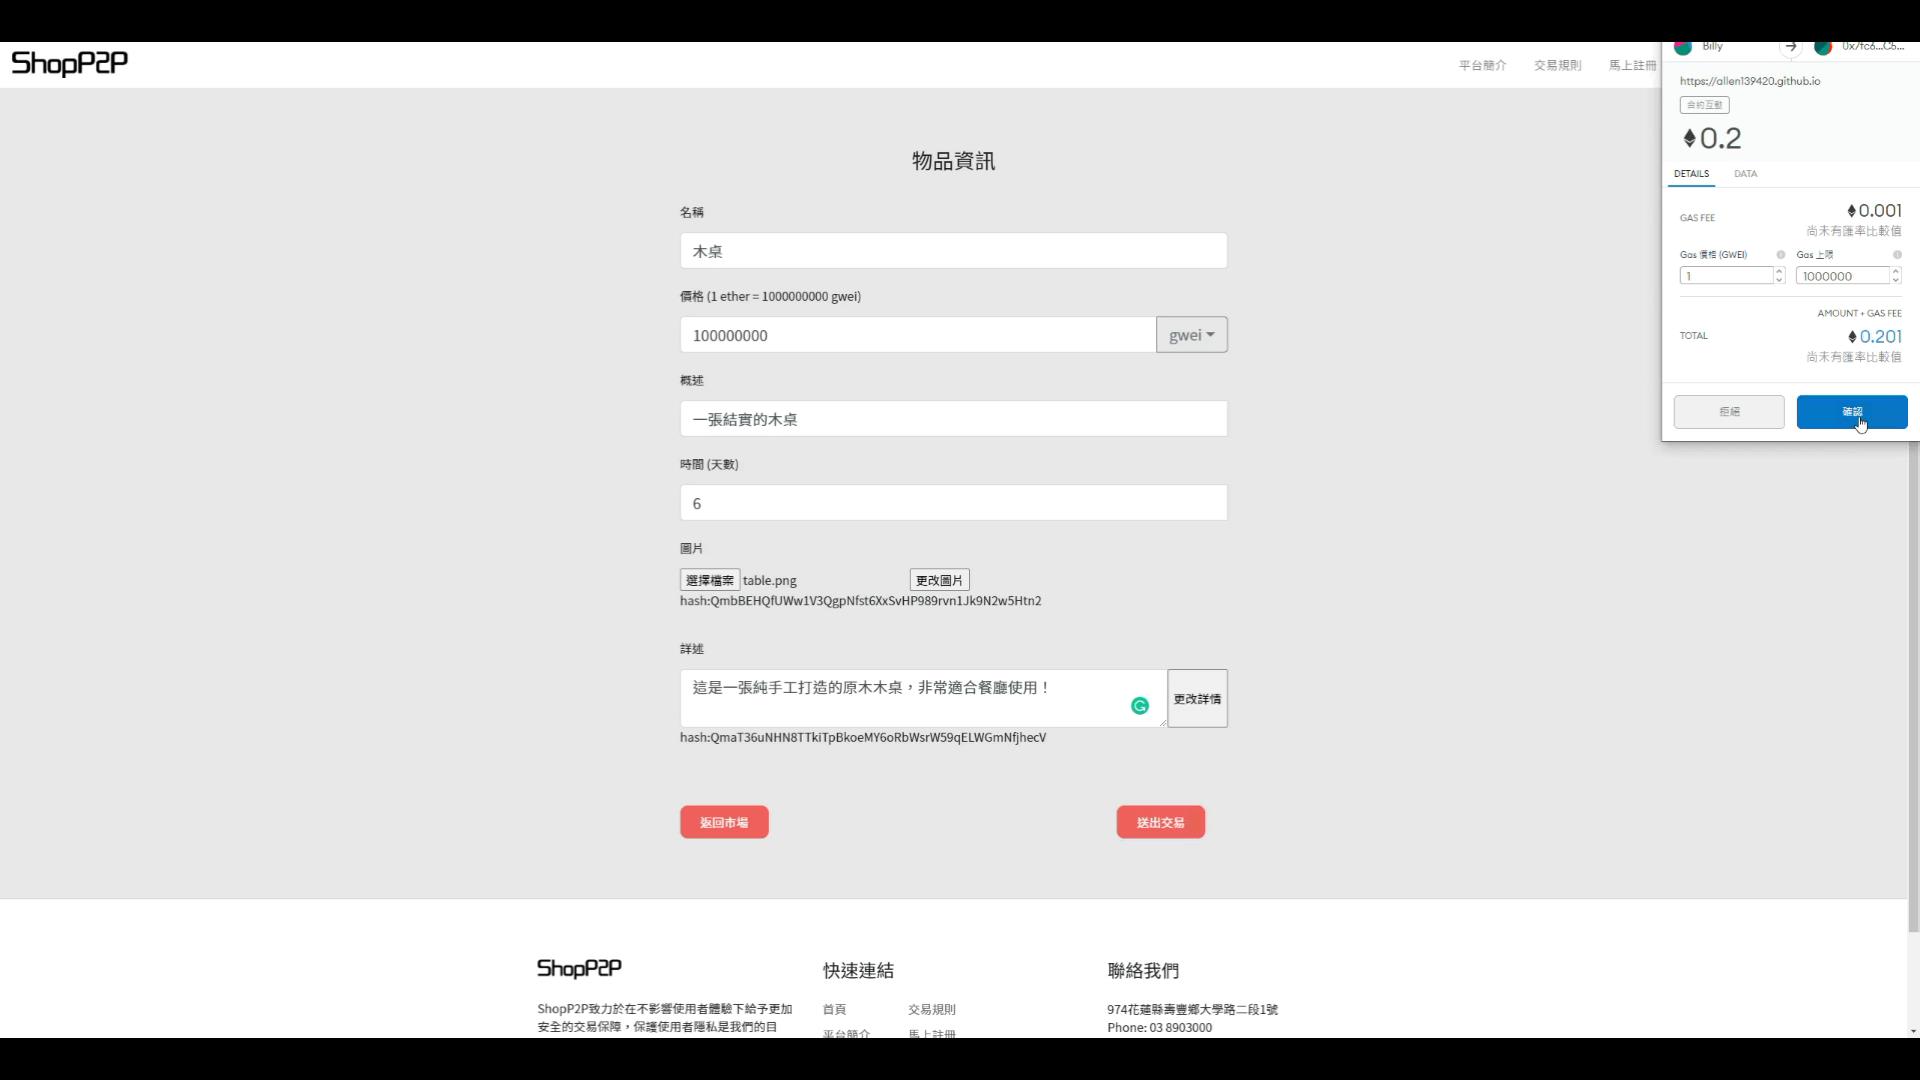 ShopP2P
平台簡介
交易規則
馬上註冊
Billy
0x7fc6...C5...
https://allen139420.github.io
合約互動
0.2
DETAILS
DATA
GAS FEE
0.001
尚未有匯率比較值
Gas 價格 (GWEI)
Gas 上限
1
1000000
AMOUNT + GAS FEE
TOTAL
0.201
尚未有匯率比較值
拒絕
確認
物品資訊
名稱
木桌
價格 (1 ether = 1000000000 gwei)
100000000
gwei
概述
一張結實的木桌
時間 (天數)
6
圖片
選擇檔案 table.png
更改圖片
hash:QmbBEHQfUWw1V3QgpNfst6XxSvHP989rvn1Jk9N2w5Htn2
詳述
這是一張純手工打造的原木木桌，非常適合餐廳使用！
更改詳情
hash:QmaT36uNHN8TTkiTpBkoeMY6oRbWsrW59qELWGmNfjhecV
返回市場
送出交易
ShopP2P
ShopP2P致力於在不影響使用者體驗下給予更加
安全的交易保障，保護使用者隱私是我們的目
快速連結
首頁
交易規則
平台簡介
馬上註冊
聯絡我們
974花蓮縣壽豐鄉大學路二段1號
Phone: 03 8903000